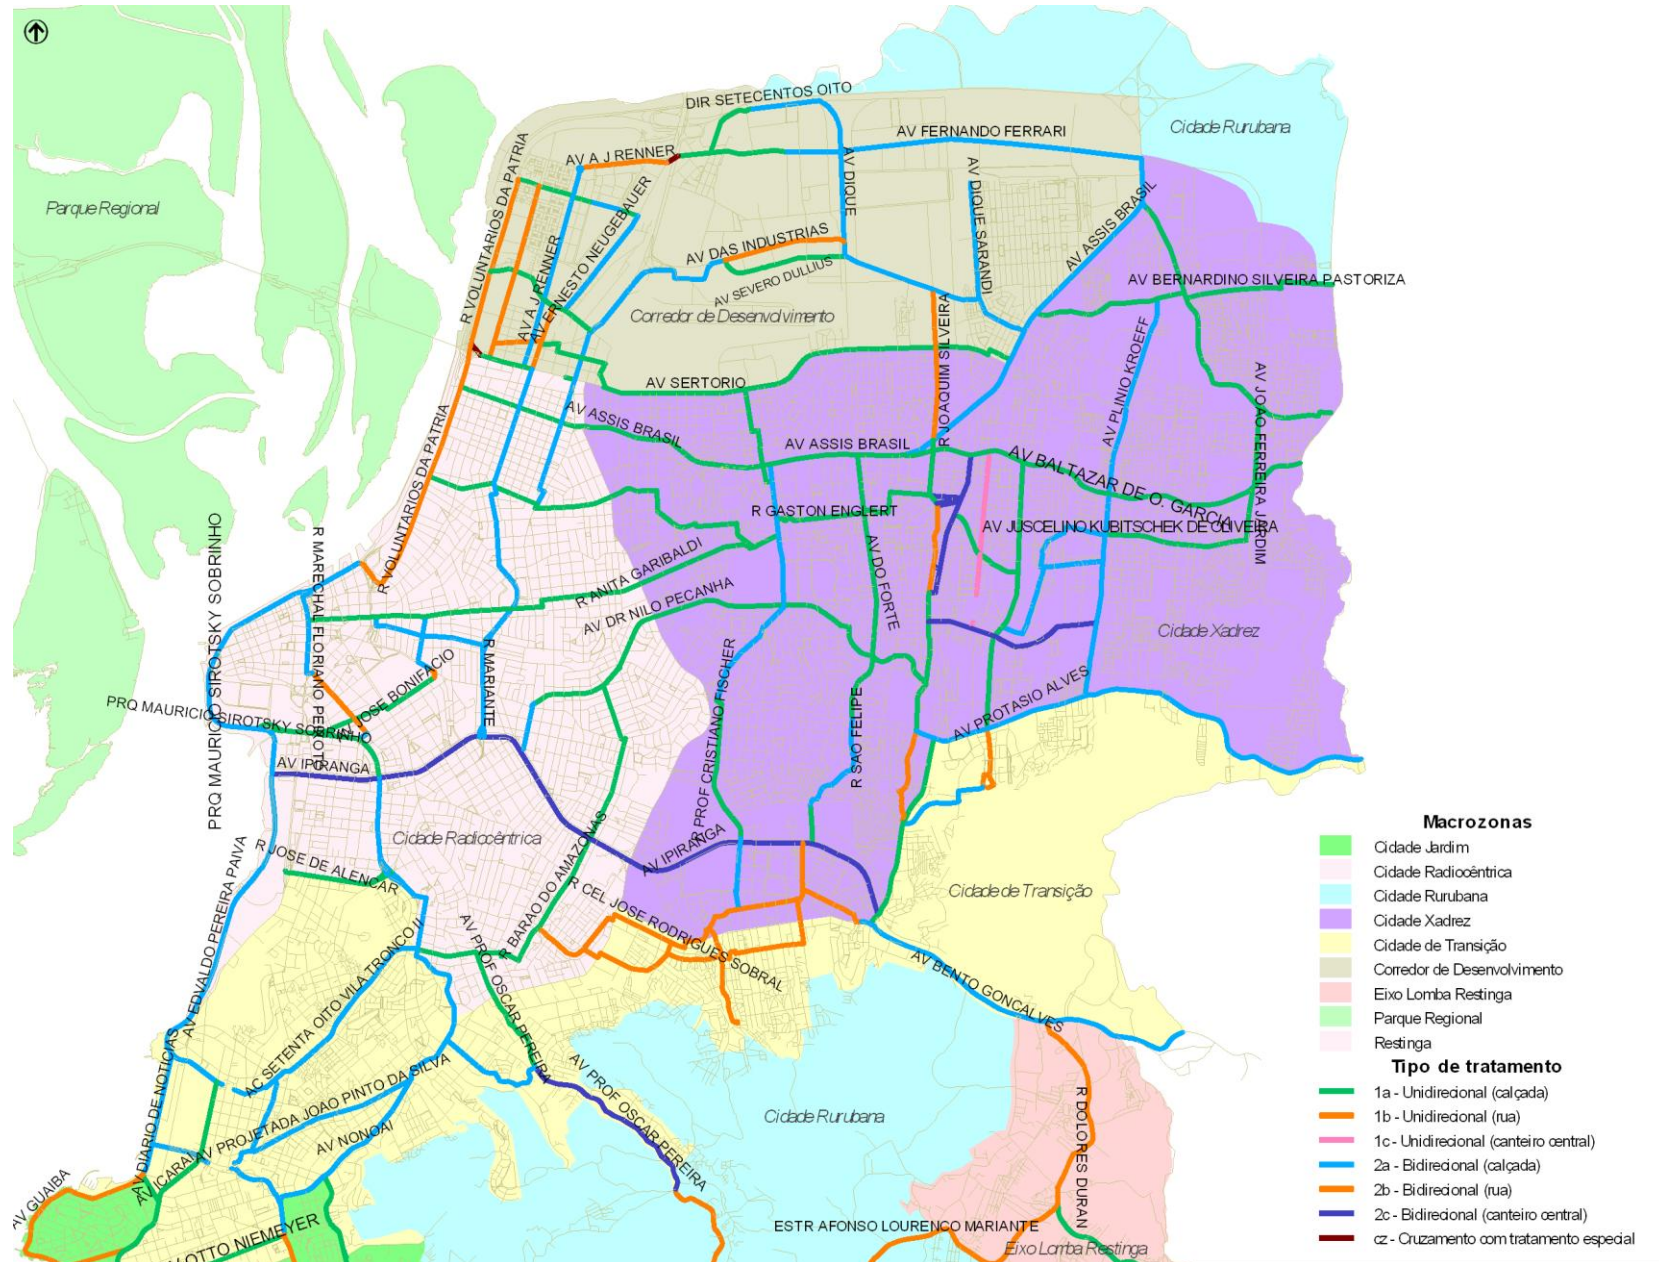 DIR SETECENTOS OITO
AV FERNANDO FERRARI
Cidade Rururbana
AV A J RENNER
R VOLUNTARIOS DA PATRIA
AV DIQUE
AV DIQUE SARANDI
Parque Regional
AV ERNESTO NEUGEBAUER
AV ASSIS BRASIL
AV DAS INDUSTRIAS
AV A J RENNER
AV SEVERO DULLIUS
AV BERNARDINO SILVEIRA PASTORIZA
Corredor de Desenvolvimento
R JOAQUIM SILVEIRA
AV PLINIO KROEFF
AV SERTORIO
AV JOAO FERREIRA JARDIM
AV ASSIS BRASIL
AV ASSIS BRASIL
R VOLUNTARIOS DA PATRIA
AV BALTAZAR DE O. GARCIA
R GASTON ENGLERT
AV JUSCELINO KUBITSCHEK DE OLIVEIRA
PRQ MAURICIO SIROTSKY SOBRINHO
R MARECHAL FLORIANO PEIXOTO
R ANITA GARIBALDI
AV DO FORTE
AV DR NILO PECANHA
Cidade Xadrez
R MARIANTE
JOSE BONIFACIO
R PROF CRISTIANO FISCHER
R SAO FELIPE
AV PROTASIO ALVES
PRQ MAURICIO SIROTSKY SOBRINHO
AV IPIRANGA
Cidade Radiocêntrica
R JOSE DE ALENCAR
AV IPIRANGA
R BARAO DO AMAZONAS
R CEL JOSE RODRIGUES SOBRAL
Cidade de Transição
AV EDVALDO PEREIRA PAIVA
AC SETENTA OITO VILA TRONCO II
AV PROF OSCAR PEREIRA
AV BENTO GONCALVES
AV DIARIO DE NOTICIAS
AV PROJETADA JOAO PINTO DA SILVA
AV PROF OSCAR PEREIRA
AV NONOAI
Cidade Rururbana
R DOLORES DURAN
AV ICARAI
AV GUAIBA
OTTO NIEMEYER
ESTR AFONSO LOURENCO MARIANTE
Eixo Lomba Restinga
Macrozonas
Cidade Jardim
Cidade Radiocêntrica
Cidade Rururbana
Cidade Xadrez
Cidade de Transição
Corredor de Desenvolvimento
Eixo Lomba Restinga
Parque Regional
Restinga
Tipo de tratamento
1a - Unidirecional (calçada)
1b - Unidirecional (rua)
1c - Unidirecional (canteiro central)
2a - Bidirecional (calçada)
2b - Bidirecional (rua)
2c - Bidirecional (canteiro central)
cz - Cruzamento com tratamento especial